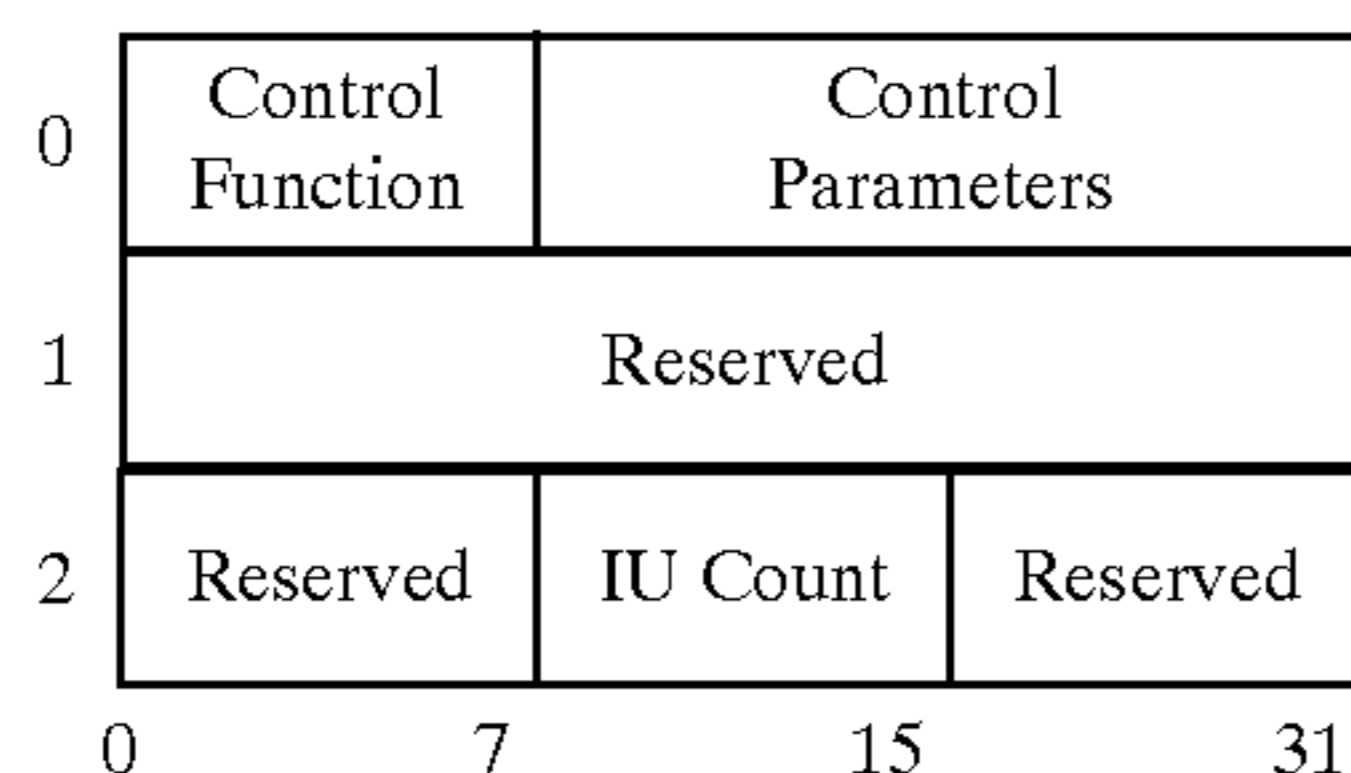 Control Control
0
Function Parameters
1 Reserved
2 Reserved IU Count Reserved
0 7 15 31